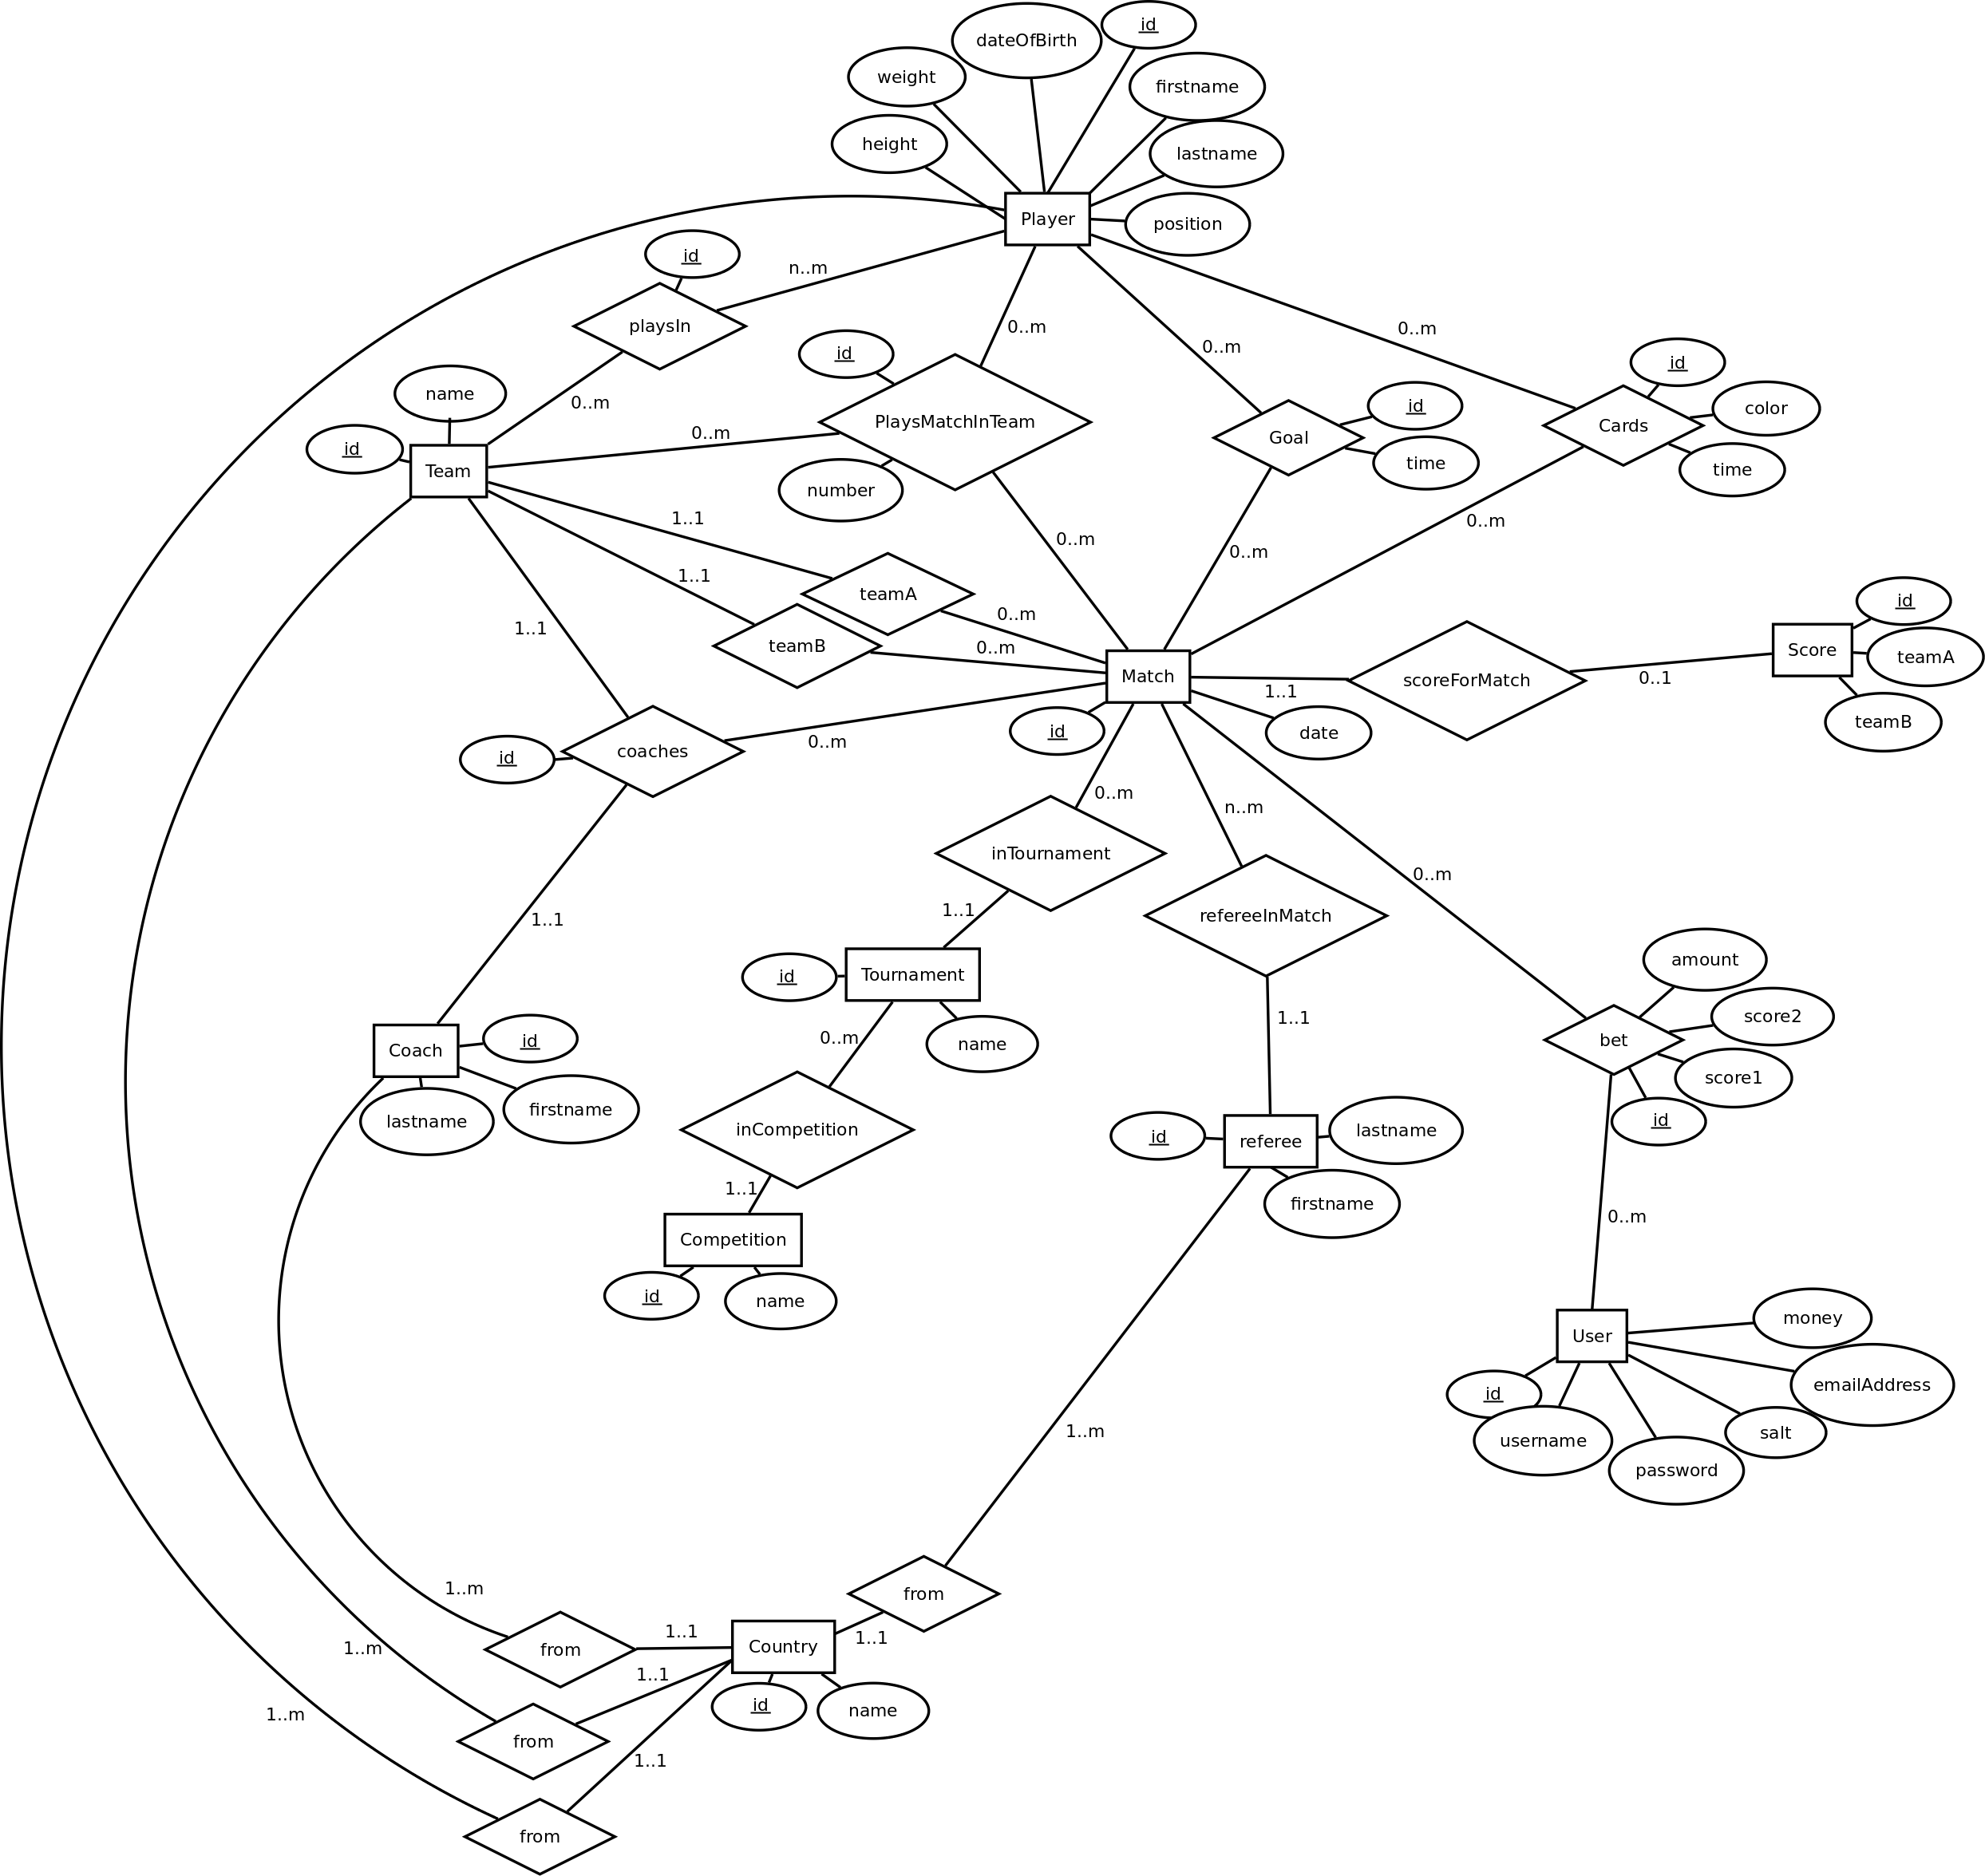 id
dateOfBirth
weight
firstname
height
lastname
Player
position
id
n..m
playsIn
0..m
0..m
0..m
id
id
name
0..m
id
color
PlaysMatchInTeam
Goal
Cards
0..m
id
Team
time
time
number
1..1
0..m
0..m
0..m
1..1
teamA
id
0..m
1..1
teamB
0..m
Score
teamA
Match
scoreForMatch
0..1
1..1
id
date
teamB
0..m
id
coaches
0..m
n..m
inTournament
0..m
1..1
refereeInMatch
1..1
amount
id
Tournament
score2
1..1
0..m
name
bet
id
Coach
score1
lastname
firstname
id
inCompetition
id
referee
lastname
1..1
firstname
0..m
Competition
id
name
money
User
emailAddress
id
username
salt
1..m
password
1..m
from
1..1
1..1
from
Country
1..m
1..1
id
name
1..m
from
1..1
from